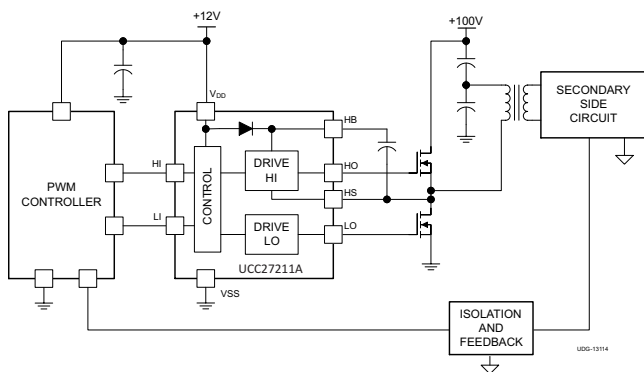 +12V
+100V
SECONDARY
SIDE
CIRCUIT
VDD
HB
HI
DRIVE
HI
HO
PWM
CONTROLLER
CONTROL
HS
LI
DRIVE
LO
LO
UCC27211A
VSS
ISOLATION
AND
FEEDBACK
UDG-13114